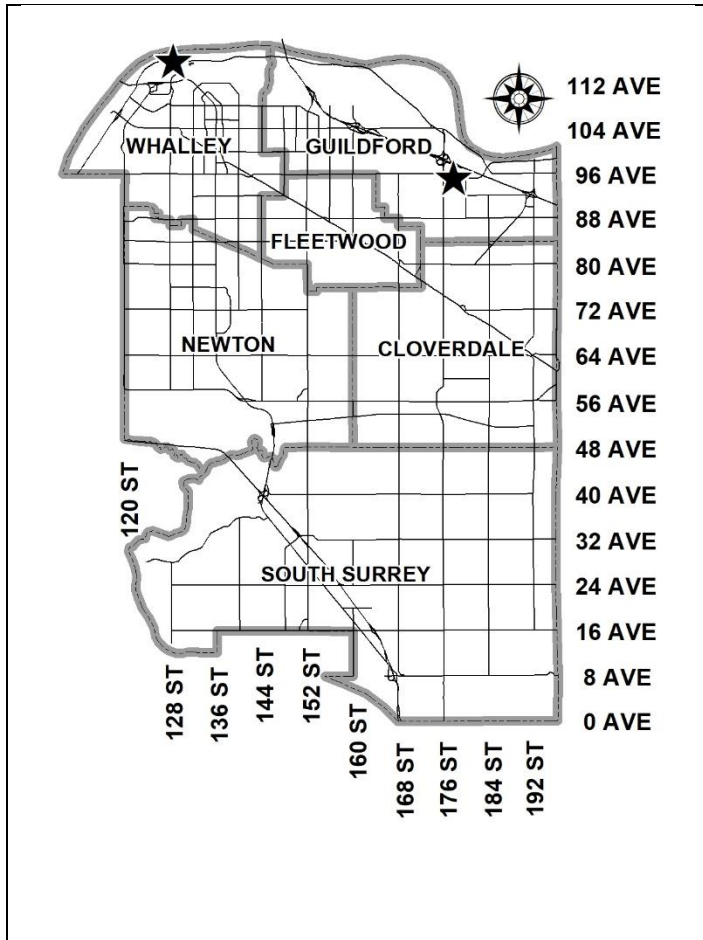 112 AVE
104 AVE
WHALLEY
GUILDFORD
96 AVE
88 AVE
FLEETWOOD
80 AVE
72 AVE
NEWTON
CLOVERDALE
64 AVE
56 AVE
48 AVE
120 ST
40 AVE
32 AVE
SOUTH SURREY
24 AVE
16 AVE
8 AVE
0 AVE
128 ST
136 ST
144 ST
152 ST
160 ST
168 ST
176 ST
184 ST
192 ST